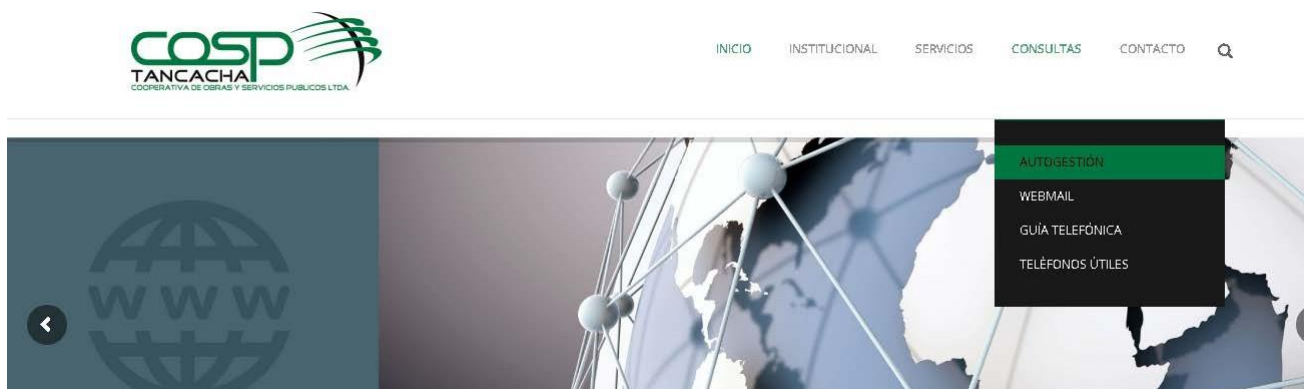 COSP
TANCACHA
COOPERATIVA DE OBRAS Y SERVICIOS PUBLICOS LTDA.
INICIO INSTITUCIONAL SERVICIOS CONSULTAS CONTACTO
AUTOGESTIÓN
WEBMAIL
GUÍA TELEFÓNICA
TELÉFONOS ÚTILES
WWW